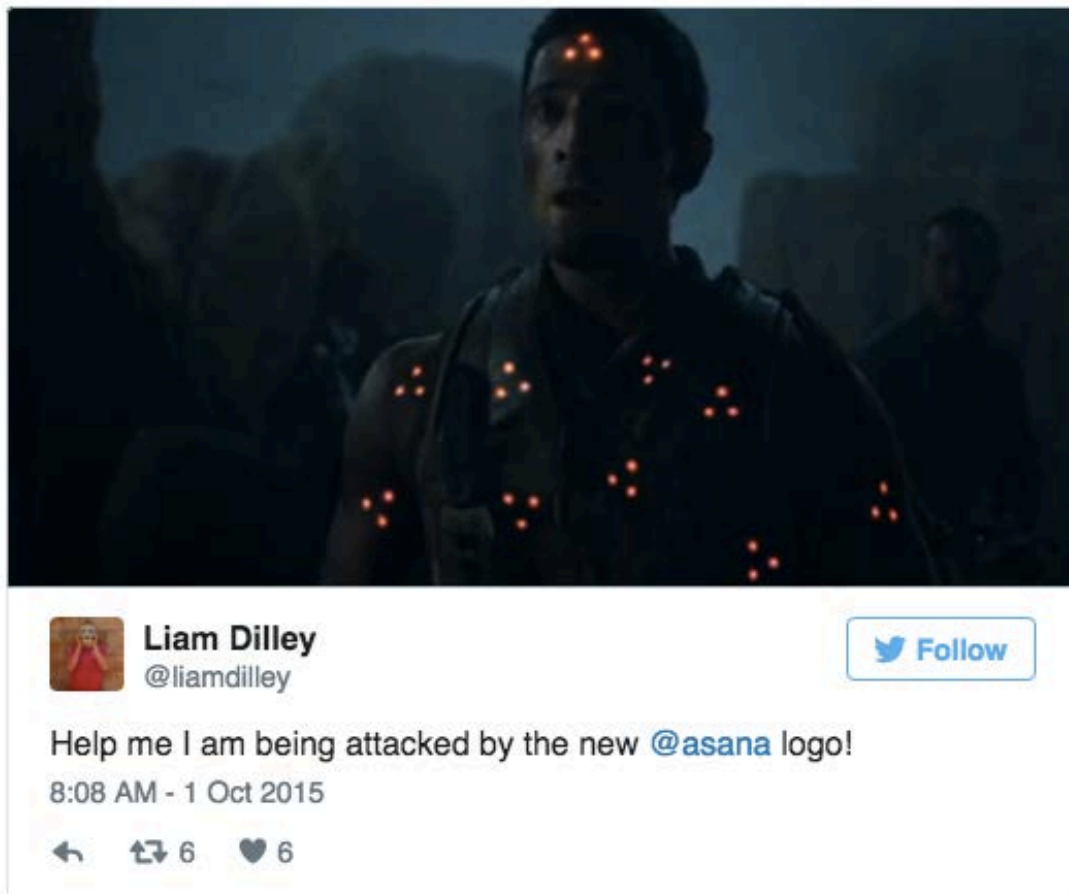 Liam Dilley
@liamdilley
Follow
Help me I am being attacked by the new @asana logo!
8:08 AM - 1 Oct 2015
6 6